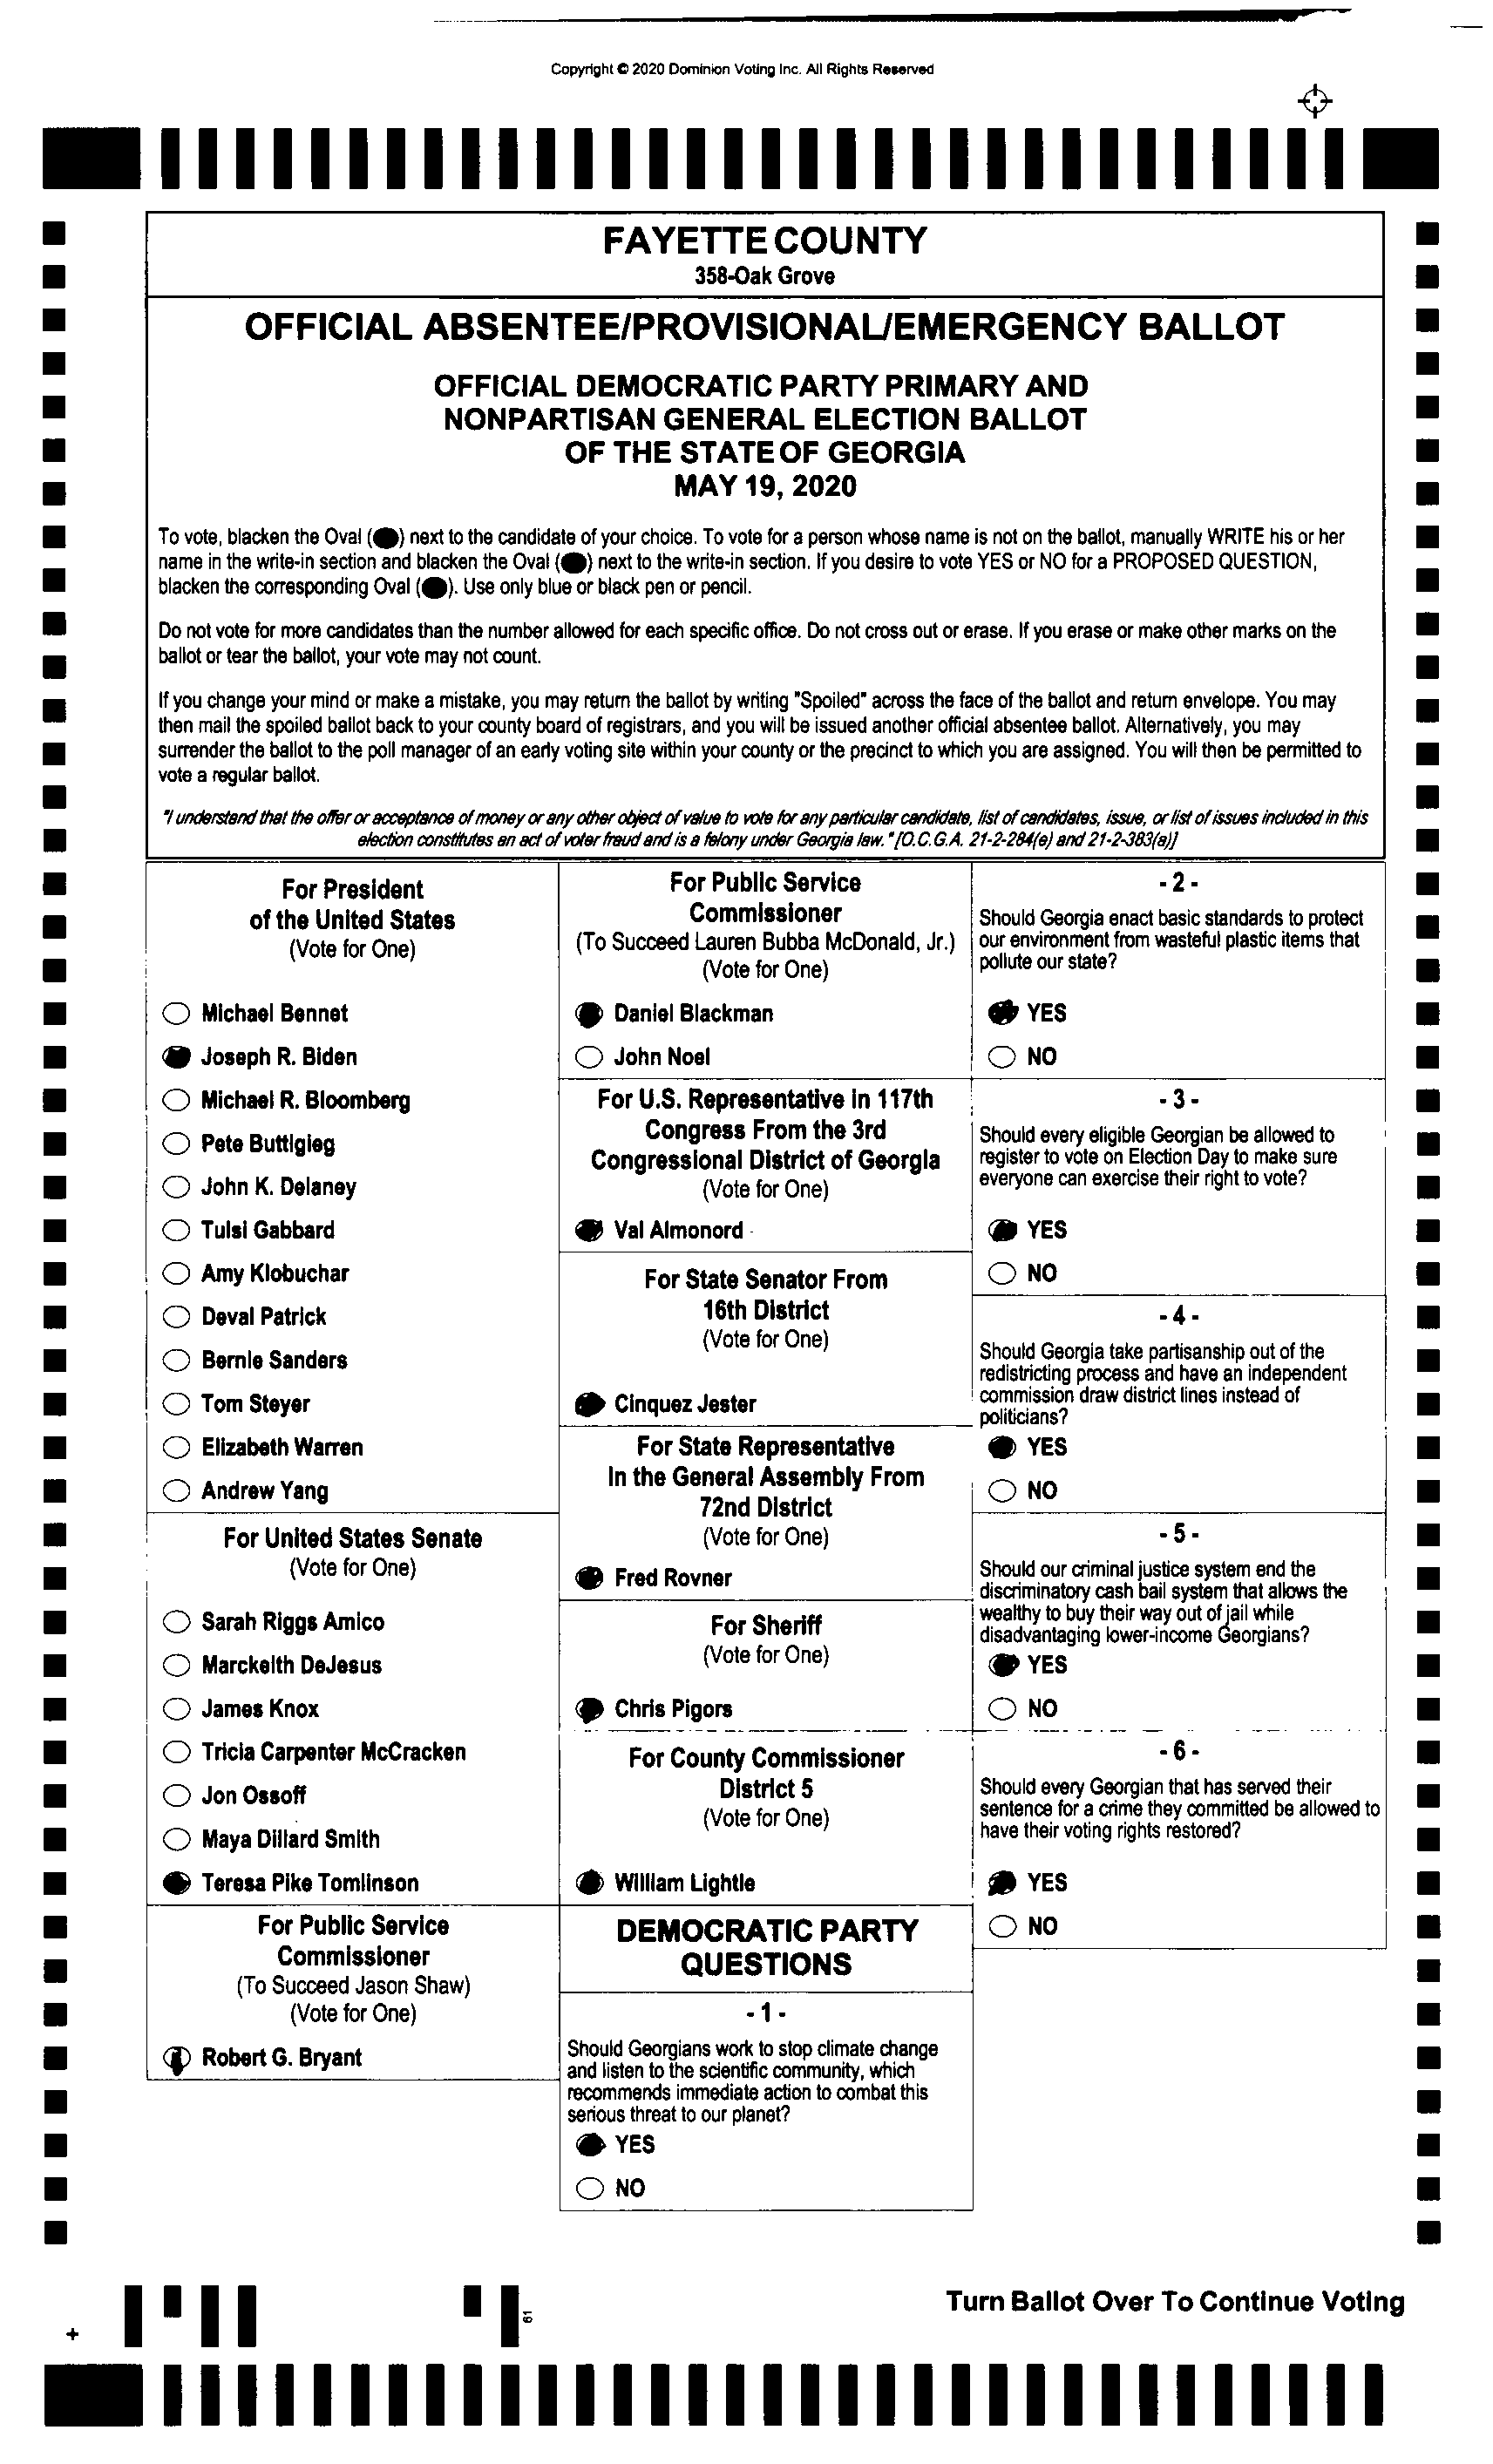 Copyright © 2020 Dominion Voting Inc. All Rights Reserved
FAYETTE COUNTY
358-Oak Grove
OFFICIAL ABSENTEE/PROVISIONAL/EMERGENCY BALLOT
OFFICIAL DEMOCRATIC PARTY PRIMARY AND
NONPARTISAN GENERAL ELECTION BALLOT
OF THE STATE OF GEORGIA
MAY 19, 2020
To vote, blacken the Oval ( ) next to the candidate of your choice. To vote for a person whose name is not on the ballot, manually WRITE his or her
name in the write-in section and blacken the Oval ( ) next to the write-in section. If you desire to vote YES or NO for a PROPOSED QUESTION,
blacken the corresponding Oval ( ). Use only blue or black pen or pencil.
Do not vote for more candidates than the number allowed for each specific office. Do not cross out or erase. If you erase or make other marks on the
ballot or tear the ballot, your vote may not count.
If you change your mind or make a mistake, you may return the ballot by writing "Spoiled" across the face of the ballot and return envelope. You may
then mail the spoiled ballot back to your county board of registrars, and you will be issued another official absentee ballot. Alternatively, you may
surrender the ballot to the poll manager of an early voting site within your county or the precinct to which you are assigned. You will then be permitted to
vote a regular ballot.
"I understand that the offer or acceptance of money or any other object of value to vote for any particular candidate, list of candidates, issue, or list of issues included in this
election constitutes an act of voter fraud and is a felony under Georgia law." [O.C.G.A. 21-2-284(e) and 21-2-383(a)]
For President
of the United States
(Vote for One)
Michael Bennet
Joseph R. Biden
Michael R. Bloomberg
Pete Buttigieg
John K. Delaney
Tulsi Gabbard
Amy Klobuchar
Deval Patrick
Bernie Sanders
Tom Steyer
Elizabeth Warren
Andrew Yang
For United States Senate
(Vote for One)
Sarah Riggs Amico
Marckeith DeJesus
James Knox
Tricia Carpenter McCracken
Jon Ossoff
Maya Dillard Smith
Teresa Pike Tomlinson
For Public Service
Commissioner
(To Succeed Jason Shaw)
(Vote for One)
Robert G. Bryant
For Public Service
Commissioner
(To Succeed Lauren Bubba McDonald, Jr.)
(Vote for One)
Daniel Blackman
John Noel
For U.S. Representative in 117th
Congress From the 3rd
Congressional District of Georgia
(Vote for One)
Val Almonord
For State Senator From
16th District
(Vote for One)
Cinquez Jester
For State Representative
In the General Assembly From
72nd District
(Vote for One)
Fred Rovner
For Sheriff
(Vote for One)
Chris Pigors
For County Commissioner
District 5
(Vote for One)
William Lightle
DEMOCRATIC PARTY
QUESTIONS
- 1 -
Should Georgians work to stop climate change
and listen to the scientific community, which
recommends immediate action to combat this
serious threat to our planet?
YES
NO
- 2 -
Should Georgia enact basic standards to protect
our environment from wasteful plastic items that
pollute our state?
YES
NO
- 3 -
Should every eligible Georgian be allowed to
register to vote on Election Day to make sure
everyone can exercise their right to vote?
YES
NO
- 4 -
Should Georgia take partisanship out of the
redistricting process and have an independent
commission draw district lines instead of
politicians?
YES
NO
- 5 -
Should our criminal justice system end the
discriminatory cash bail system that allows the
wealthy to buy their way out of jail while
disadvantaging lower-income Georgians?
YES
NO
- 6 -
Should every Georgian that has served their
sentence for a crime they committed be allowed to
have their voting rights restored?
YES
NO
Turn Ballot Over To Continue Voting
61